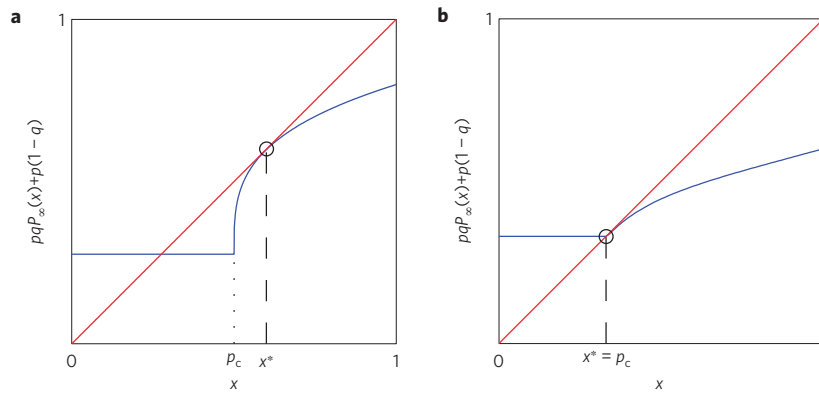 a
1
pqP∞(x)+p(1 − q)
0
pc
x*
1
x
b
1
pqP∞(x)+p(1 − q)
0
x* = pc
x